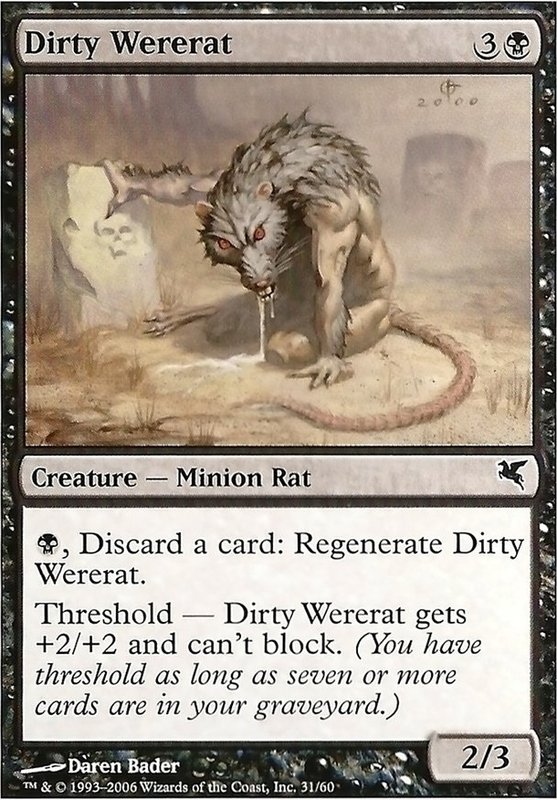 Dirty Wererat 3
2000
Creature — Minion Rat
, Discard a card: Regenerate Dirty
Wererat.
Threshold — Dirty Wererat gets
+2/+2 and can't block. (You have
threshold as long as seven or more
cards are in your graveyard.)
2/3
Daren Bader
™ & © 1993–2006 Wizards of the Coast, Inc. 31/60